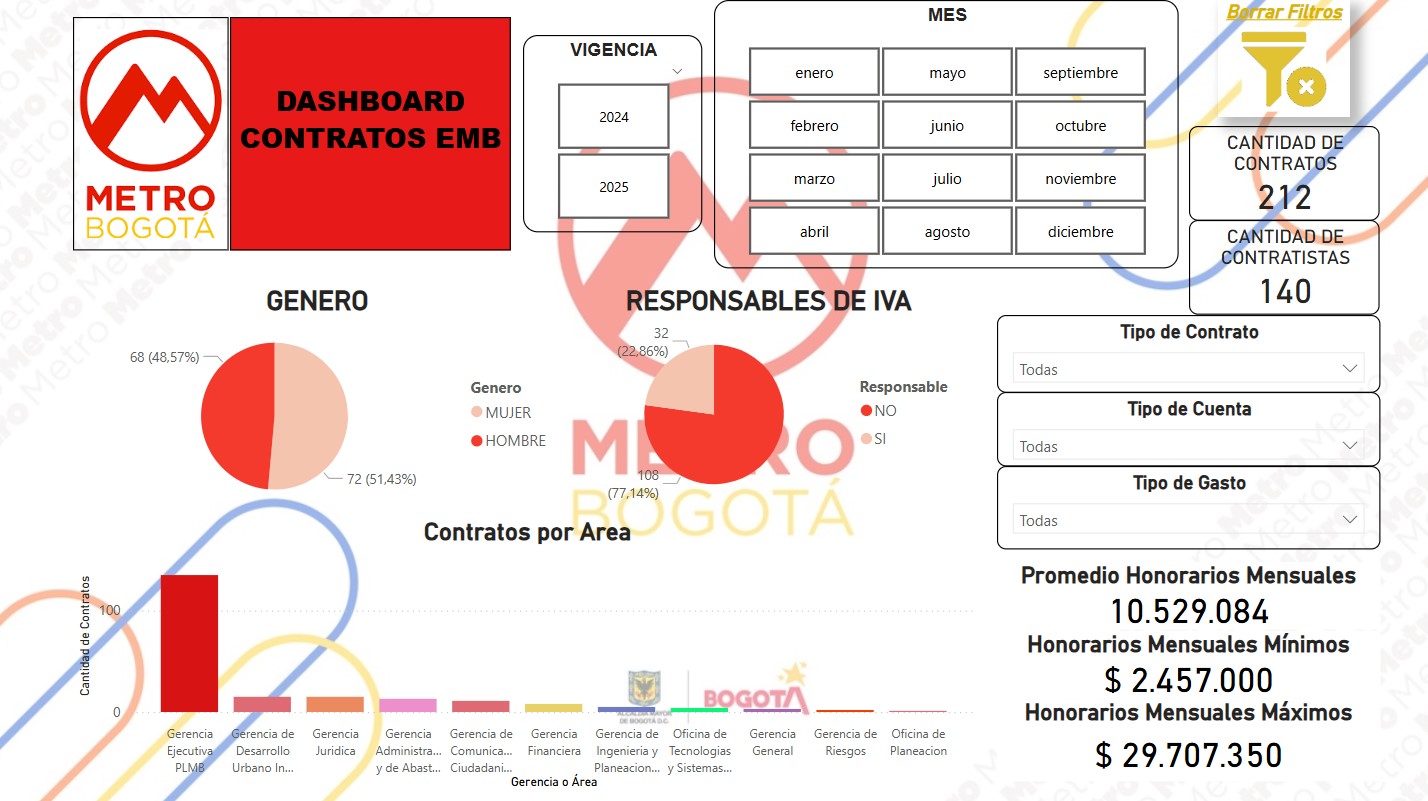 METRO
BOGOTÁ
DASHBOARD
CONTRATOS EMB
VIGENCIA
2024
2025
MES
enero
mayo
septiembre
febrero
junio
octubre
marzo
julio
noviembre
abril
agosto
diciembre
Borrar Filtros
CANTIDAD DE
CONTRATOS
212
CANTIDAD DE
CONTRATISTAS
140
GENERO
68 (48,57%)
72 (51,43%)
Genero
MUJER
HOMBRE
RESPONSABLES DE IVA
32
(22,86%)
108
(77,14%)
Responsable
NO
SI
METRO
BOGOTÁ
Tipo de Contrato
Todas
Tipo de Cuenta
Todas
Tipo de Gasto
Todas
Contratos por Area
Cantidad de Contratos
100
0
Gerencia
Ejecutiva
PLMB
Gerencia de
Desarrollo
Urbano In...
Gerencia
Juridica
Gerencia
Administra...
y de Abast...
Gerencia de
Comunica...
Ciudadani...
Gerencia
Financiera
Gerencia de
Ingenieria y
Planeacion...
Oficina de
Tecnologias
y Sistemas...
Gerencia
General
Gerencia de
Riesgos
Oficina de
Planeacion
Gerencia o Área
ALCALDÍA MAYOR
DE BOGOTÁ D.C.
BOGOTÁ
Promedio Honorarios Mensuales
10.529.084
Honorarios Mensuales Mínimos
$ 2.457.000
Honorarios Mensuales Máximos
$ 29.707.350